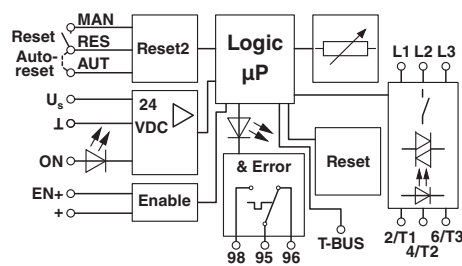 MAN
Reset
RES
Auto-
reset
AUT
Reset2
Logic
µP
L1 L2 L3
Us
⊥
24
VDC
ON
EN+
+
Enable
& Error
Reset
98 95 96
T-BUS
2/T1
4/T2
6/T3